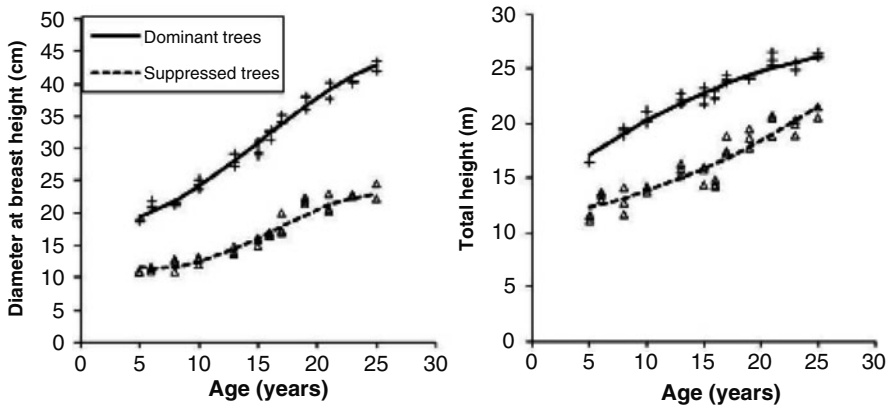 Diameter at breast height (cm)
50
45
40
35
30
25
20
15
10
5
0
Dominant trees
Suppressed trees
0 5 10 15 20 25 30
Age (years)
Total height (m)
30
25
20
15
10
5
0
0 5 10 15 20 25 30
Age (years)